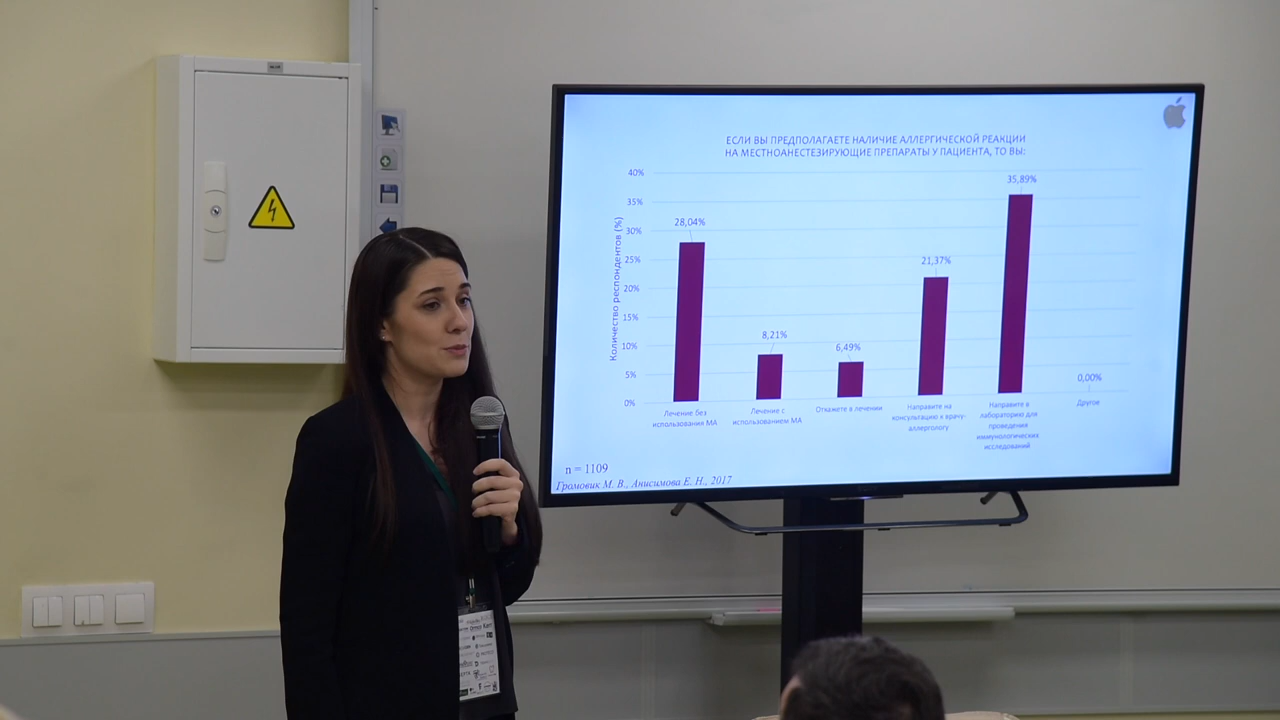 ЕСЛИ ВЫ ПРЕДПОЛАГАЕТЕ НАЛИЧИЕ АЛЛЕРГИЧЕСКОЙ РЕАКЦИИ
НА МЕСТНОАНЕСТЕЗИРУЮЩИЕ ПРЕПАРАТЫ У ПАЦИЕНТА, ТО ВЫ:
Количество респондентов (%)
40%
35%
30%
25%
20%
15%
10%
5%
0%
28,04%
8,21%
6,49%
21,37%
35,89%
0,00%
Лечение без
использования МА
Лечение с
использованием МА
Откажете в лечении
Направите на
консультацию к врачу-
аллергологу
Направите в
лабораторию для
проведения
иммунологических
исследований
Другое
n = 1109
Громовик М. В., Анисимова Е. Н., 2017